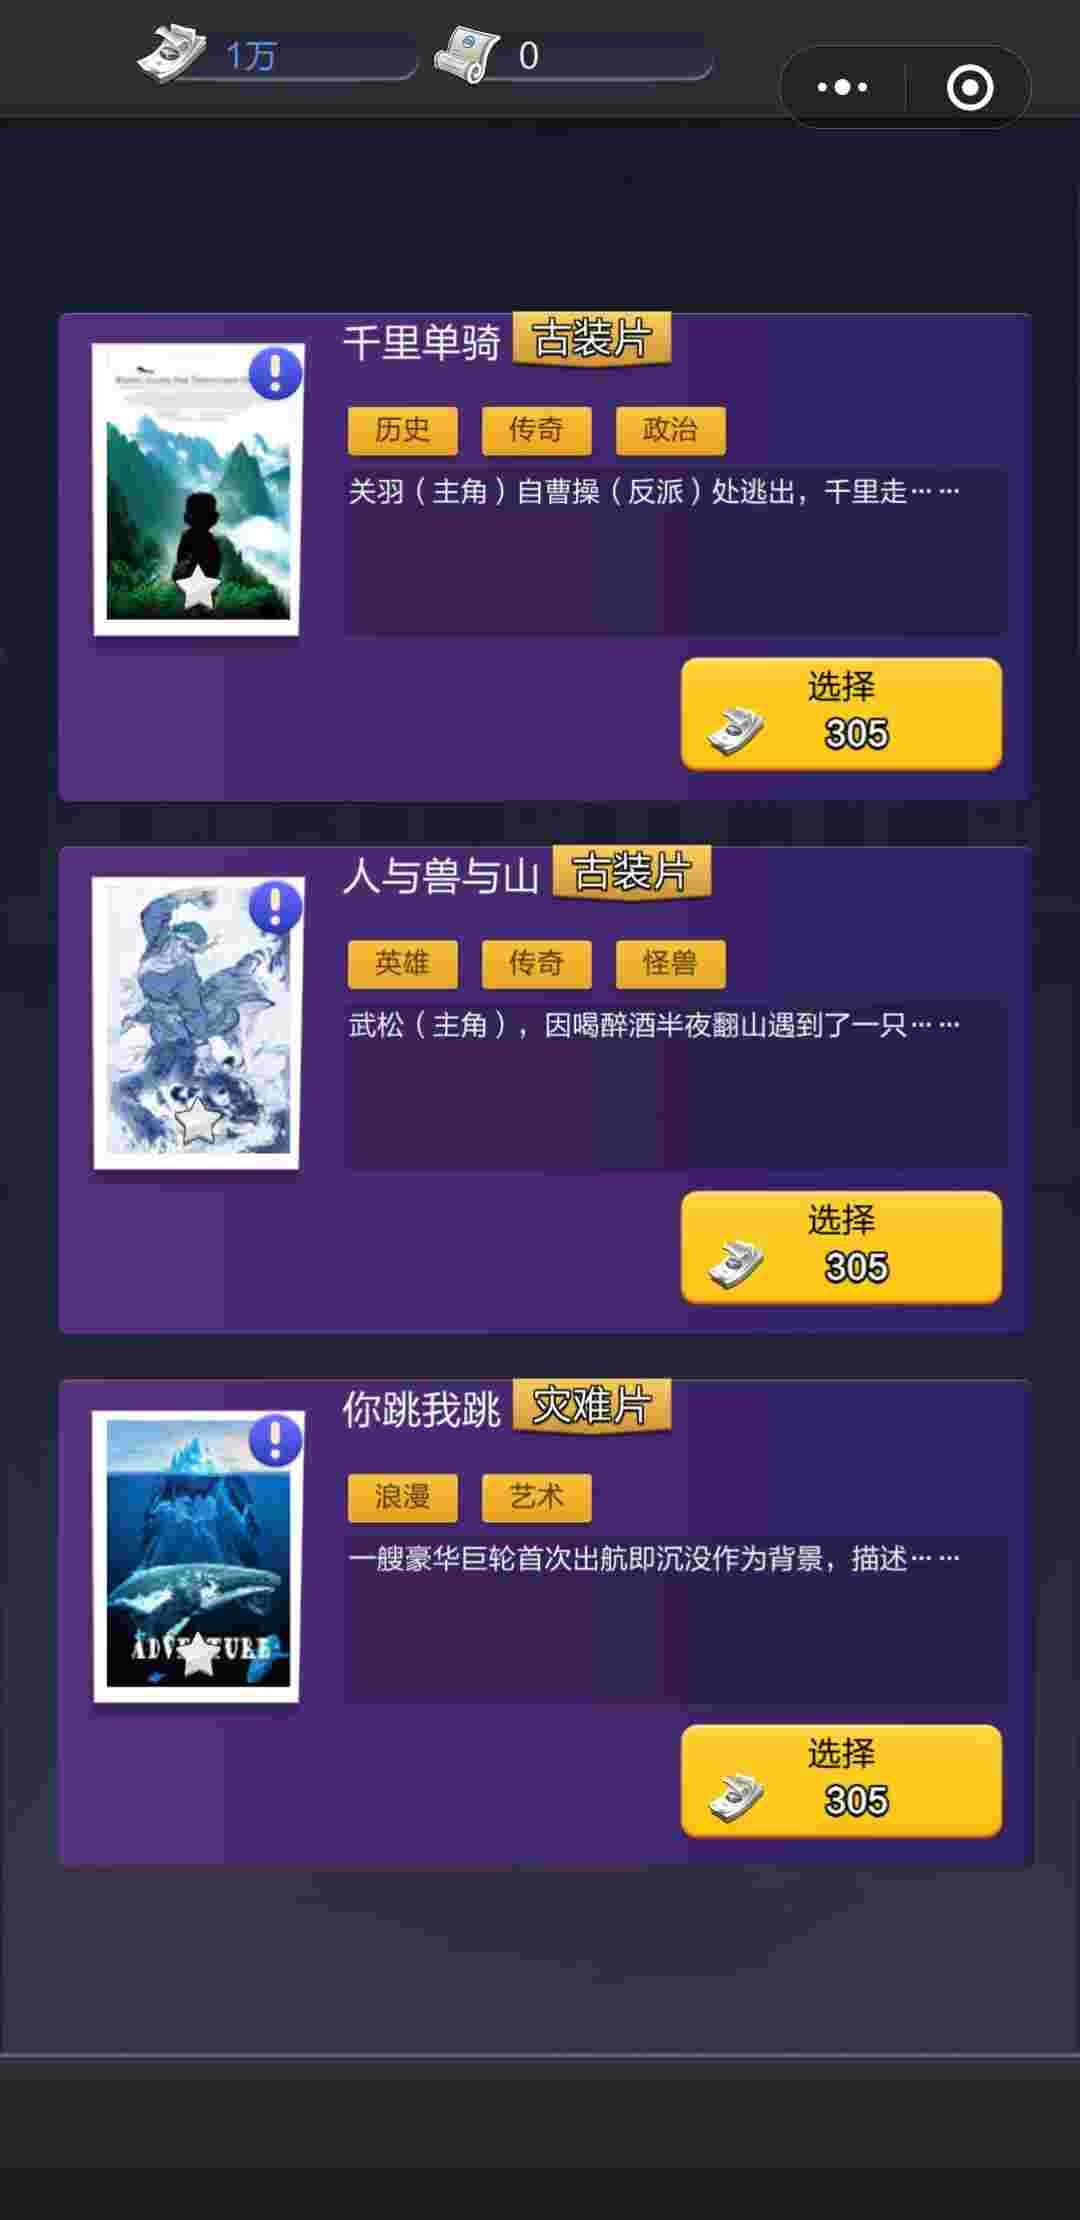 1万
0
千里单骑 古装片
历史 传奇 政治
关羽（主角）自曹操（反派）处逃出，千里走……
选择
305
人与兽与山 古装片
英雄 传奇 怪兽
武松（主角），因喝醉酒半夜翻山遇到了一只……
选择
305
你跳我跳 灾难片
浪漫 艺术
一艘豪华巨轮首次出航即沉没作为背景，描述……
ADVENTURE
选择
305